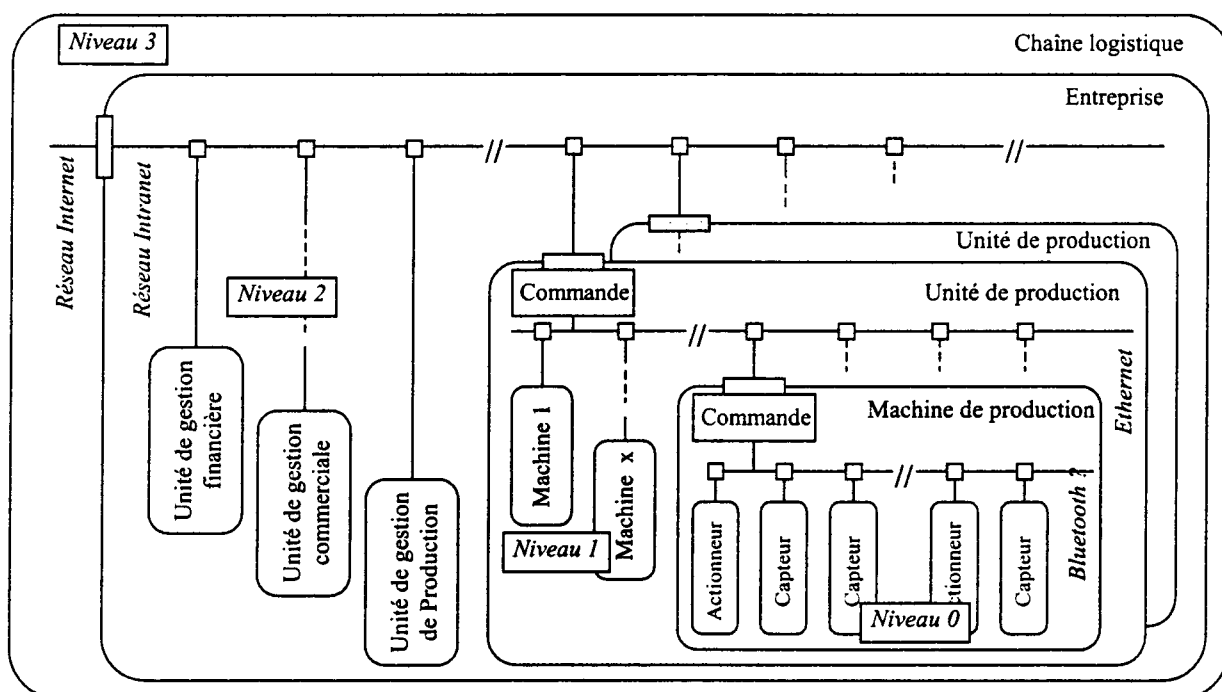 Niveau 3
Chaîne logistique
Entreprise
Réseau Internet
Réseau Intranet
Unité de production
Commande
Unité de production
Niveau 2
Ethernet
Unité de gestion
financière
Unité de gestion
commerciale
Unité de gestion
de Production
Machine 1
Machine x
Niveau 1
Commande
Machine de production
Actionneur
Capteur
Capteur
ctionneur
Capteur
Niveau 0
Bluetooth ?